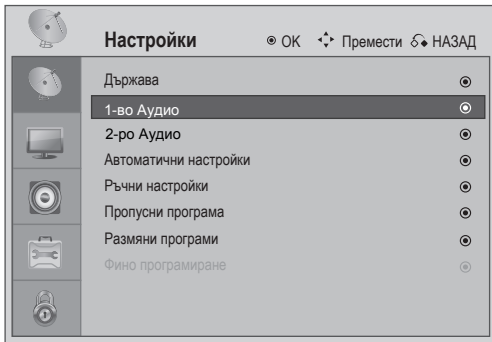 Настройки OK Премести НАЗАД
Държава
1-во Аудио
2-ро Аудио
Автоматични настройки
Ръчни настройки
Пропусни програма
Размяни програми
Фино програмиране